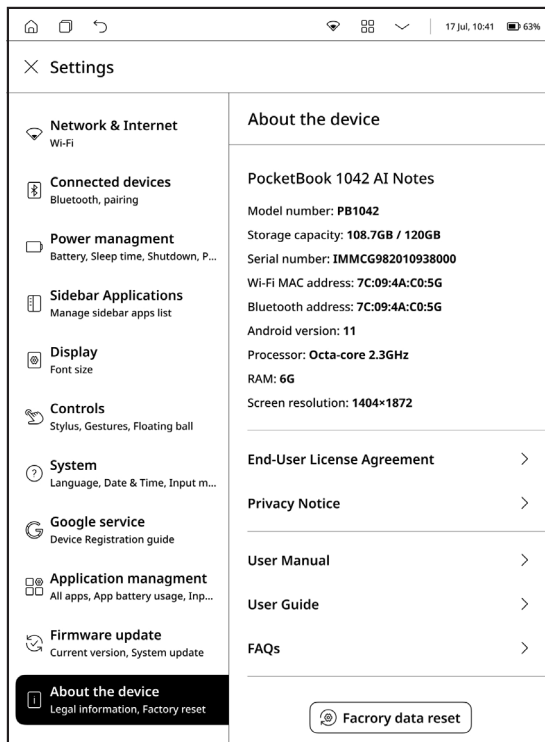 17 Jul, 10:41 63%
Settings
Network & Internet
Wi-Fi
Connected devices
Bluetooth, pairing
Power managment
Battery, Sleep time, Shutdown, P...
Sidebar Applications
Manage sidebar apps list
Display
Font size
Controls
Stylus, Gestures, Floating ball
System
Language, Date & Time, Input m...
Google service
Device Registration guide
Application managment
All apps, App battery usage, Inp...
Firmware update
Current version, System update
About the device
Legal information, Factory reset
About the device
PocketBook 1042 AI Notes
Model number: PB1042
Storage capacity: 108.7GB / 120GB
Serial number: IMMCG982010938000
Wi-Fi MAC address: 7C:09:4A:C0:5G
Bluetooth address: 7C:09:4A:C0:5G
Android version: 11
Processor: Octa-core 2.3GHz
RAM: 6G
Screen resolution: 1404×1872
End-User License Agreement
Privacy Notice
User Manual
User Guide
FAQs
Facrory data reset